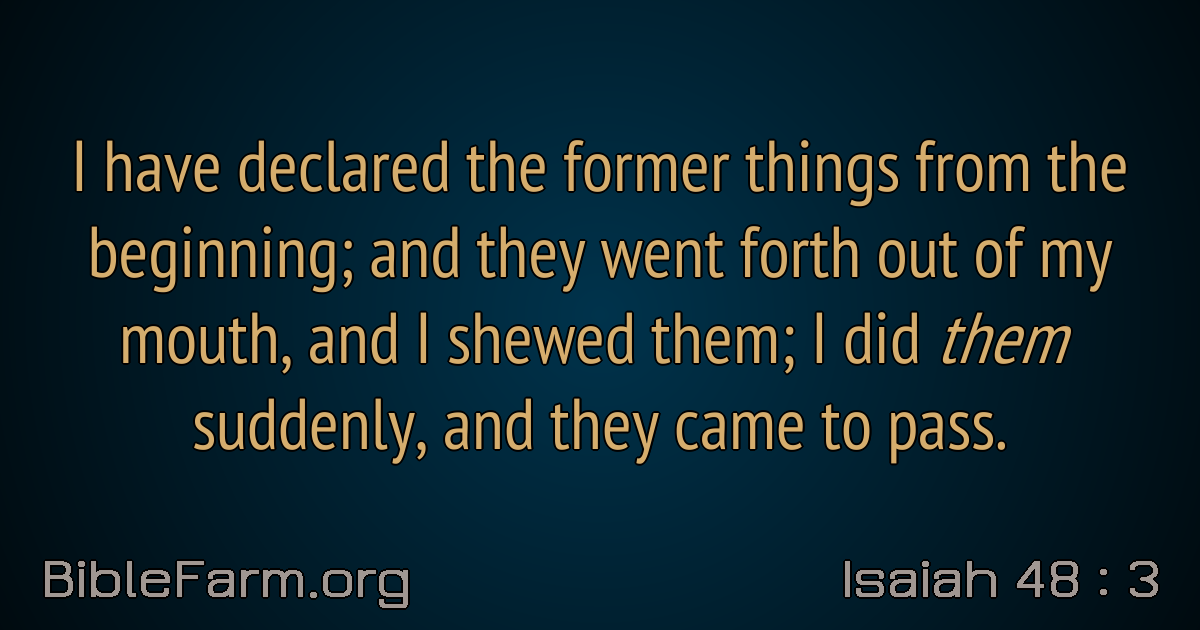 I have declared the former things from the
beginning; and they went forth out of my
mouth, and I shewed them; I did them
suddenly, and they came to pass.
BibleFarm.org
Isaiah 48 : 3